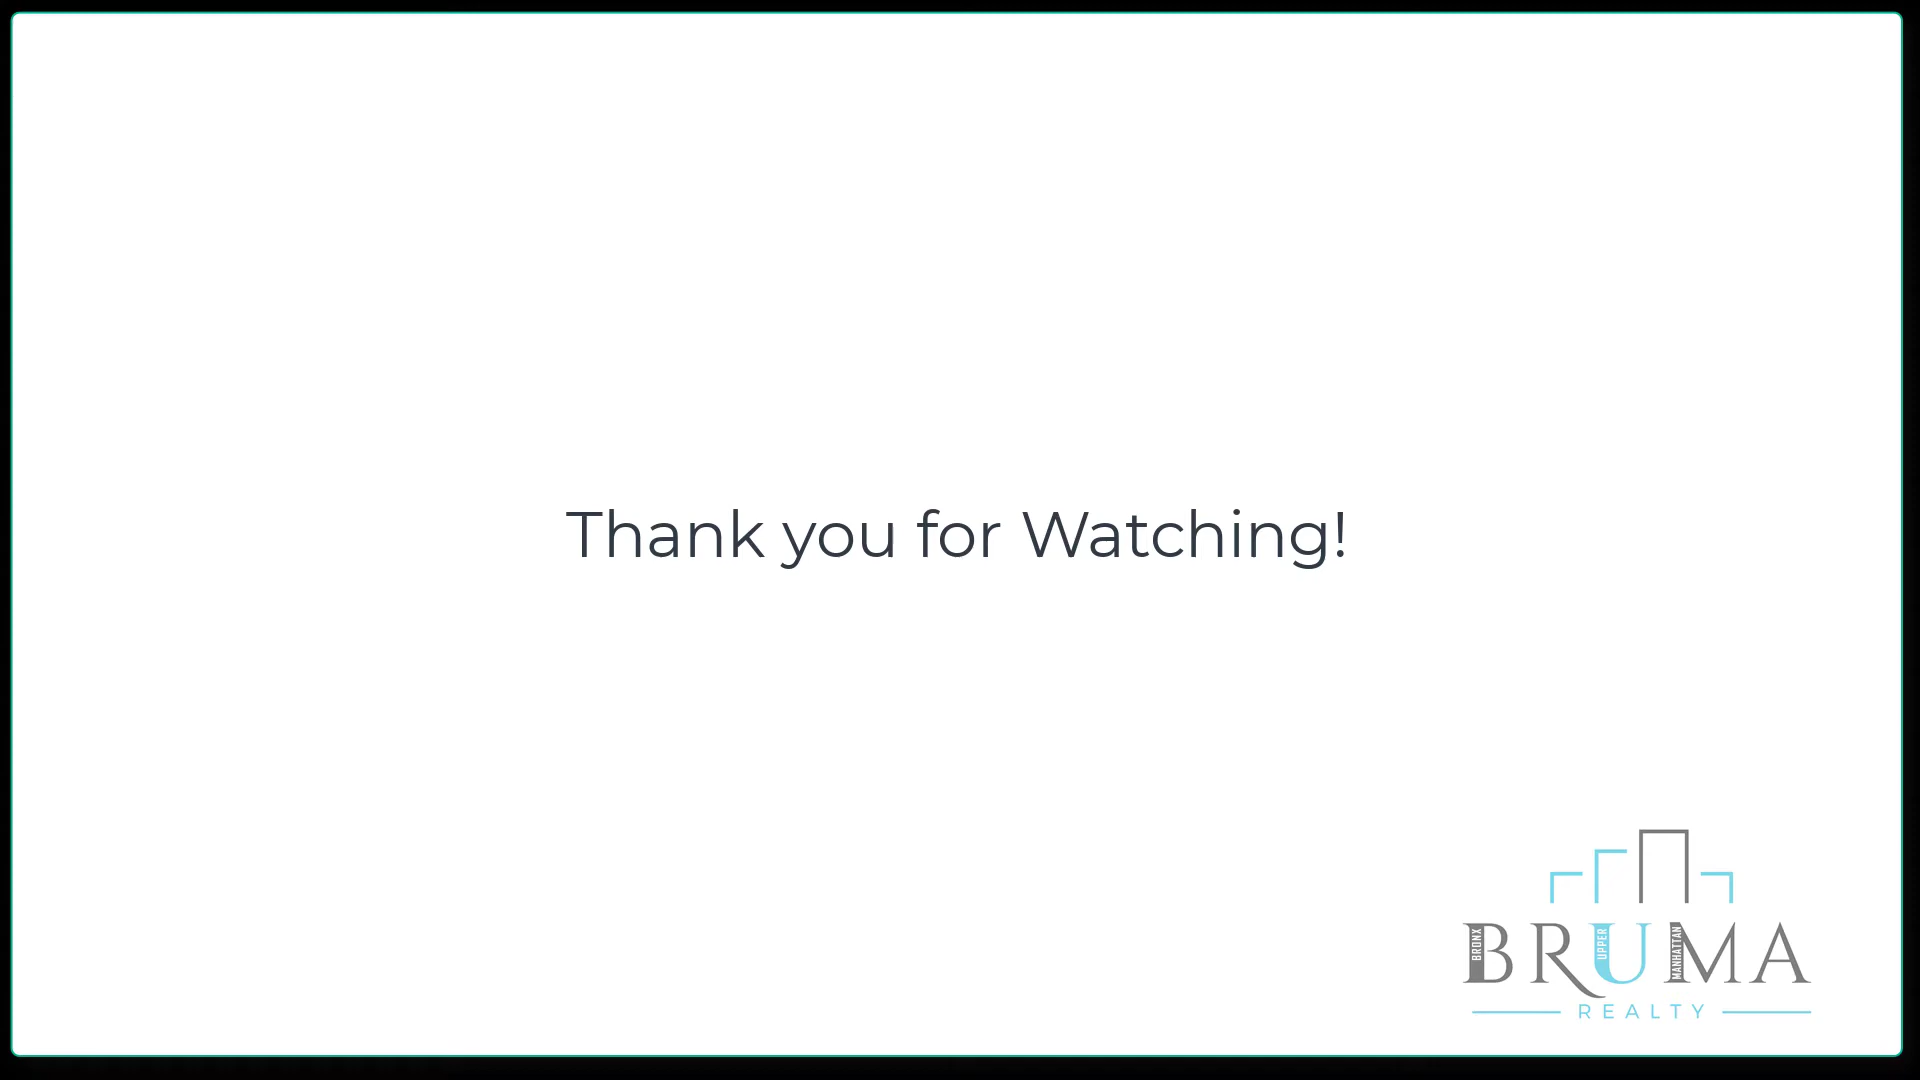 Thank you for Watching!
BRONX
UPPER
MANHATTAN
BRUMA
REALTY